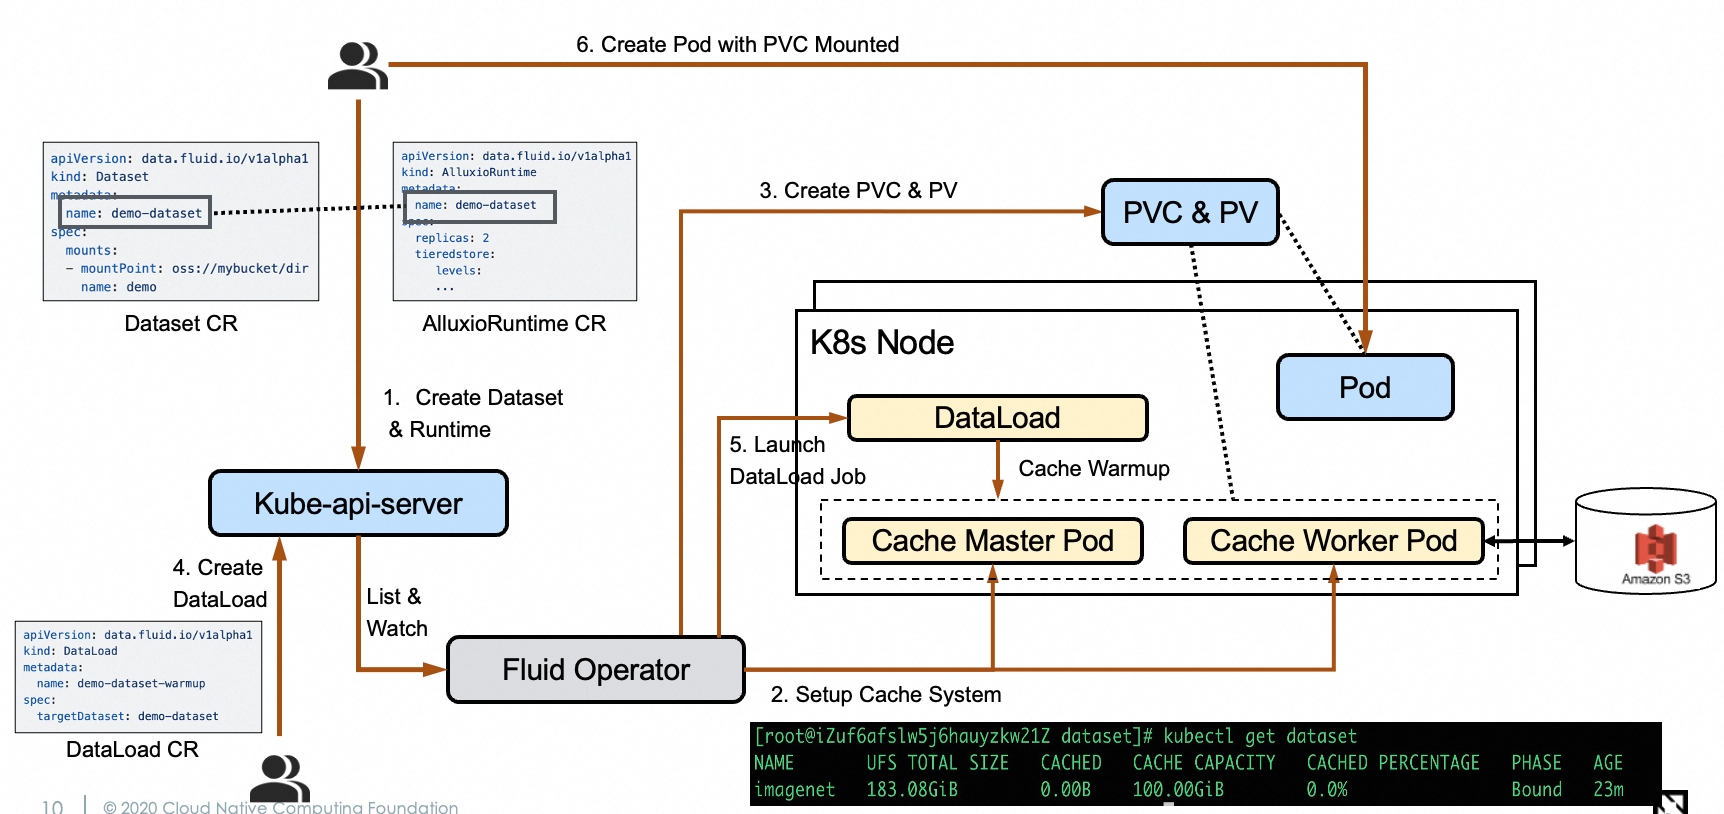 6. Create Pod with PVC Mounted
apiVersion: data.fluid.io/v1alpha1
kind: Dataset
metadata:
name: demo-dataset
spec:
mounts:
- mountPoint: oss://mybucket/dir
name: demo
Dataset CR
apiVersion: data.fluid.io/v1alpha1
kind: AlluxioRuntime
metadata:
name: demo-dataset
spec:
replicas: 2
tieredstore:
levels:
...
AlluxioRuntime CR
3. Create PVC & PV
PVC & PV
K8s Node
Pod
1. Create Dataset
& Runtime
DataLoad
5. Launch
DataLoad Job
Cache Warmup
Kube-api-server
Cache Master Pod
Cache Worker Pod
Amazon S3
4. Create
DataLoad
List &
Watch
apiVersion: data.fluid.io/v1alpha1
kind: DataLoad
metadata:
name: demo-dataset-warmup
spec:
targetDataset: demo-dataset
DataLoad CR
Fluid Operator
2. Setup Cache System
[root@iZuf6afslw5j6hauyzkw21Z dataset]# kubectl get dataset
NAME UFS TOTAL SIZE CACHED CACHE CAPACITY CACHED PERCENTAGE PHASE AGE
imagenet 183.08GiB 0.00B 100.00GiB 0.0% Bound 23m
10 © 2020 Cloud Native Computing Foundation